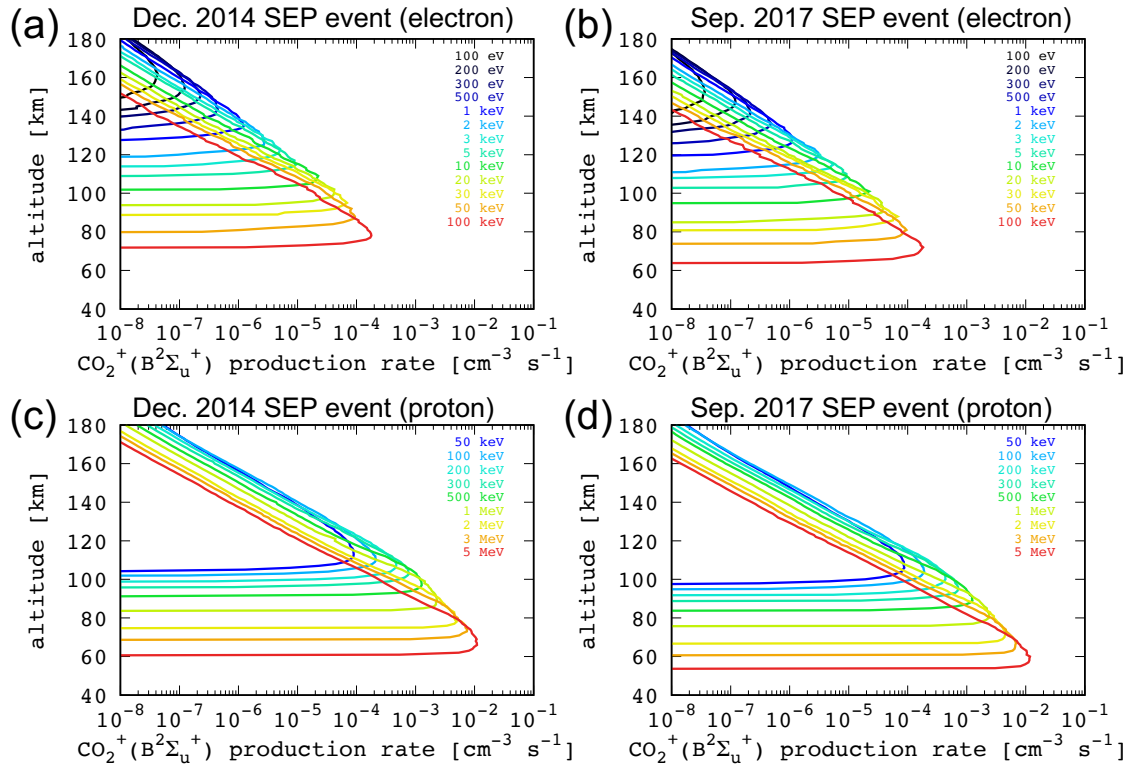 (a) Dec. 2014 SEP event (electron)
180
160
140
120
100
80
60
40
altitude [km]
100 eV
200 eV
300 eV
500 eV
1 keV
2 keV
3 keV
5 keV
10 keV
20 keV
30 keV
50 keV
100 keV
10⁻⁸ 10⁻⁷ 10⁻⁶ 10⁻⁵ 10⁻⁴ 10⁻³ 10⁻² 10⁻¹
CO₂⁺(B²Σᵤ⁺) production rate [cm⁻³ s⁻¹]
(b) Sep. 2017 SEP event (electron)
180
160
140
120
100
80
60
40
altitude [km]
100 eV
200 eV
300 eV
500 eV
1 keV
2 keV
3 keV
5 keV
10 keV
20 keV
30 keV
50 keV
100 keV
10⁻⁸ 10⁻⁷ 10⁻⁶ 10⁻⁵ 10⁻⁴ 10⁻³ 10⁻² 10⁻¹
CO₂⁺(B²Σᵤ⁺) production rate [cm⁻³ s⁻¹]
(c) Dec. 2014 SEP event (proton)
180
160
140
120
100
80
60
40
altitude [km]
50 keV
100 keV
200 keV
300 keV
500 keV
1 MeV
2 MeV
3 MeV
5 MeV
10⁻⁸ 10⁻⁷ 10⁻⁶ 10⁻⁵ 10⁻⁴ 10⁻³ 10⁻² 10⁻¹
CO₂⁺(B²Σᵤ⁺) production rate [cm⁻³ s⁻¹]
(d) Sep. 2017 SEP event (proton)
180
160
140
120
100
80
60
40
altitude [km]
50 keV
100 keV
200 keV
300 keV
500 keV
1 MeV
2 MeV
3 MeV
5 MeV
10⁻⁸ 10⁻⁷ 10⁻⁶ 10⁻⁵ 10⁻⁴ 10⁻³ 10⁻² 10⁻¹
CO₂⁺(B²Σᵤ⁺) production rate [cm⁻³ s⁻¹]